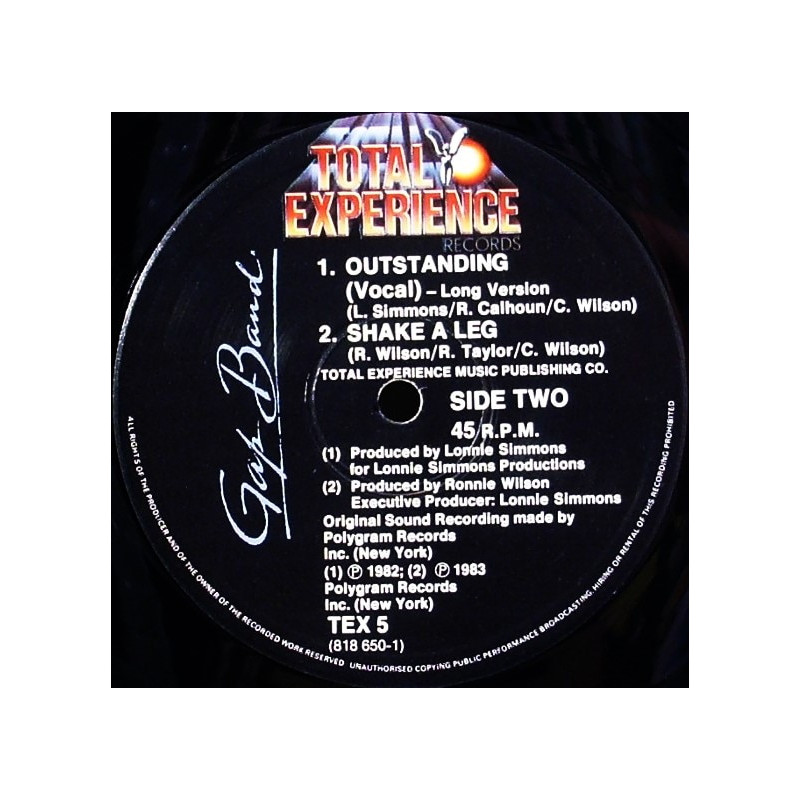 TOTAL
EXPERIENCE
RECORDS
1. OUTSTANDING
(Vocal) – Long Version
(L. Simmons/R. Calhoun/C. Wilson)
2. SHAKE A LEG
(R. Wilson/R. Taylor/C. Wilson)
TOTAL EXPERIENCE MUSIC PUBLISHING CO.
Gap Band
SIDE TWO
45 R.P.M.
(1) Produced by Lonnie Simmons
for Lonnie Simmons Productions
(2) Produced by Ronnie Wilson
Executive Producer: Lonnie Simmons
Original Sound Recording made by
Polygram Records
Inc. (New York)
(1) ℗ 1982; (2) ℗ 1983
Polygram Records
Inc. (New York)
TEX 5
(818 650-1)
ALL RIGHTS OF THE PRODUCER AND OF THE OWNER OF THE RECORDED WORK RESERVED UNAUTHORISED COPYING PUBLIC PERFORMANCE BROADCASTING, HIRING OR RENTAL OF THIS RECORDING PROHIBITED